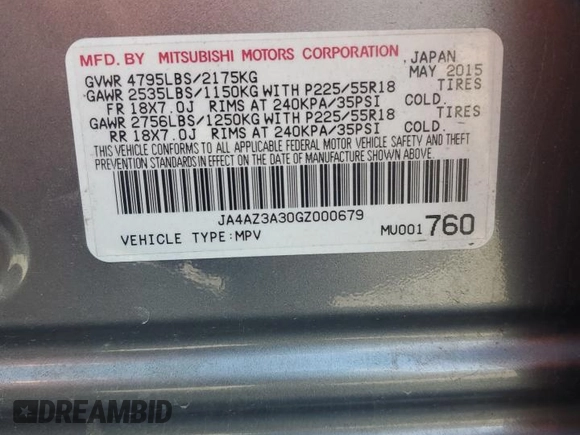 MFD. BY MITSUBISHI MOTORS CORPORATION JAPAN
GVWR 4795LBS/2175KG MAY 2015
GAWR 2535LBS/1150KG WITH P225/55R18 TIRES
FR 18X7.0J RIMS AT 240KPA/35PSI COLD.
GAWR 2756LBS/1250KG WITH P225/55R18 TIRES
RR 18X7.0J RIMS AT 240KPA/35PSI COLD.
THIS VEHICLE CONFORMS TO ALL APPLICABLE FEDERAL MOTOR VEHICLE SAFETY AND THEFT
PREVENTION STANDARDS IN EFFECT ON THE DATE OF MANUFACTURE SHOWN ABOVE.
JA4AZ3A30GZ000679
VEHICLE TYPE:MPV MU001760
DREAMBID